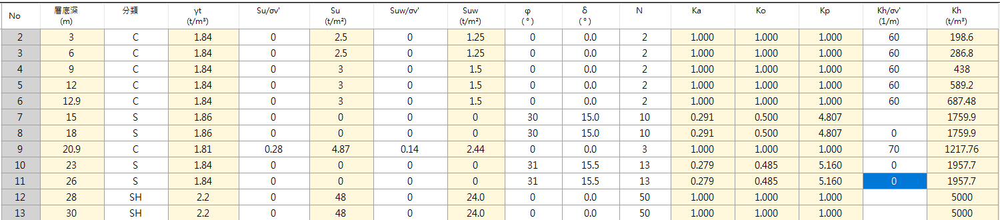 No 層底深 (m) 分類 γt (t/m³) Su/σv' Su (t/m²) Suw/σv' Suw (t/m²) φ (°) δ (°) N Ka Ko Kp Kh/σv' (1/m) Kh (t/m³)
2 3 C 1.84 0 2.5 0 1.25 0 0.0 2 1.000 1.000 1.000 60 198.6
3 6 C 1.84 0 2.5 0 1.25 0 0.0 2 1.000 1.000 1.000 60 286.8
4 9 C 1.84 0 3 0 1.5 0 0.0 2 1.000 1.000 1.000 60 438
5 12 C 1.84 0 3 0 1.5 0 0.0 2 1.000 1.000 1.000 60 589.2
6 12.9 C 1.84 0 3 0 1.5 0 0.0 2 1.000 1.000 1.000 60 687.48
7 15 S 1.86 0 0 0 0 30 15.0 10 0.291 0.500 4.807 1759.9
8 18 S 1.86 0 0 0 0 30 15.0 10 0.291 0.500 4.807 0 1759.9
9 20.9 C 1.81 0.28 4.87 0.14 2.44 0 0.0 3 1.000 1.000 1.000 70 1217.76
10 23 S 1.84 0 0 0 0 31 15.5 13 0.279 0.485 5.160 0 1957.7
11 26 S 1.84 0 0 0 0 31 15.5 13 0.279 0.485 5.160 0 1957.7
12 28 SH 2.2 0 48 0 24.0 0 0.0 50 1.000 1.000 1.000 5000
13 30 SH 2.2 0 48 0 24.0 0 0.0 50 1.000 1.000 1.000 5000